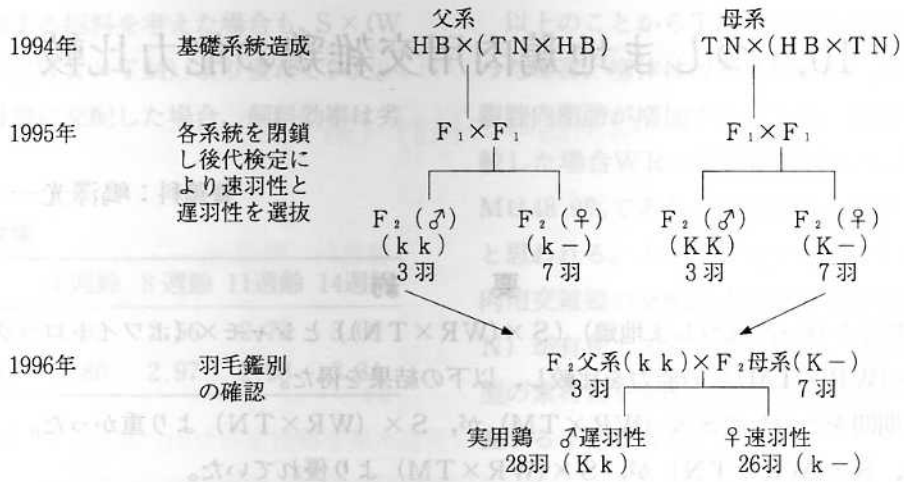 父系 母系
1994年 基礎系統造成 HB×(TN×HB) TN×(HB×TN)
1995年 各系統を閉鎖 F₁×F₁ F₁×F₁
し後代検定に
より速羽性と
遅羽性を選抜
F₂(♂) F₂(♀) F₂(♂) F₂(♀)
(kk) (k−) (KK) (K−)
3羽 7羽 3羽 7羽
1996年 羽毛鑑別 F₂父系(kk)×F₂母系(K−)
の確認 3羽 7羽
実用鶏 ♂遅羽性 ♀速羽性
28羽(Kk) 26羽(k−)